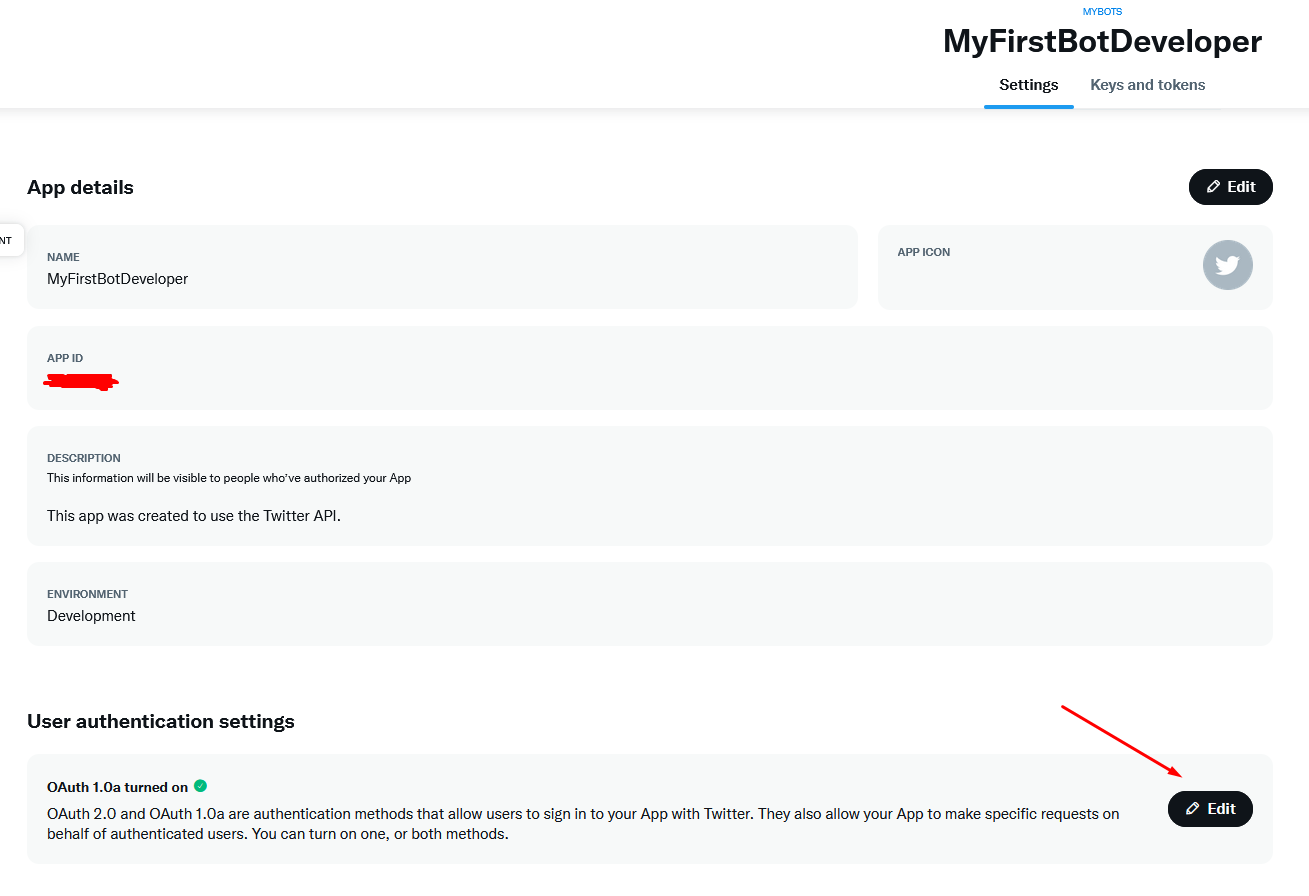 MYBOTS
MyFirstBotDeveloper
Settings Keys and tokens
App details
Edit
NT
NAME
MyFirstBotDeveloper
APP ICON
APP ID
DESCRIPTION
This information will be visible to people who've authorized your App
This app was created to use the Twitter API.
ENVIRONMENT
Development
User authentication settings
OAuth 1.0a turned on
OAuth 2.0 and OAuth 1.0a are authentication methods that allow users to sign in to your App with Twitter. They also allow your App to make specific requests on
behalf of authenticated users. You can turn on one, or both methods.
Edit